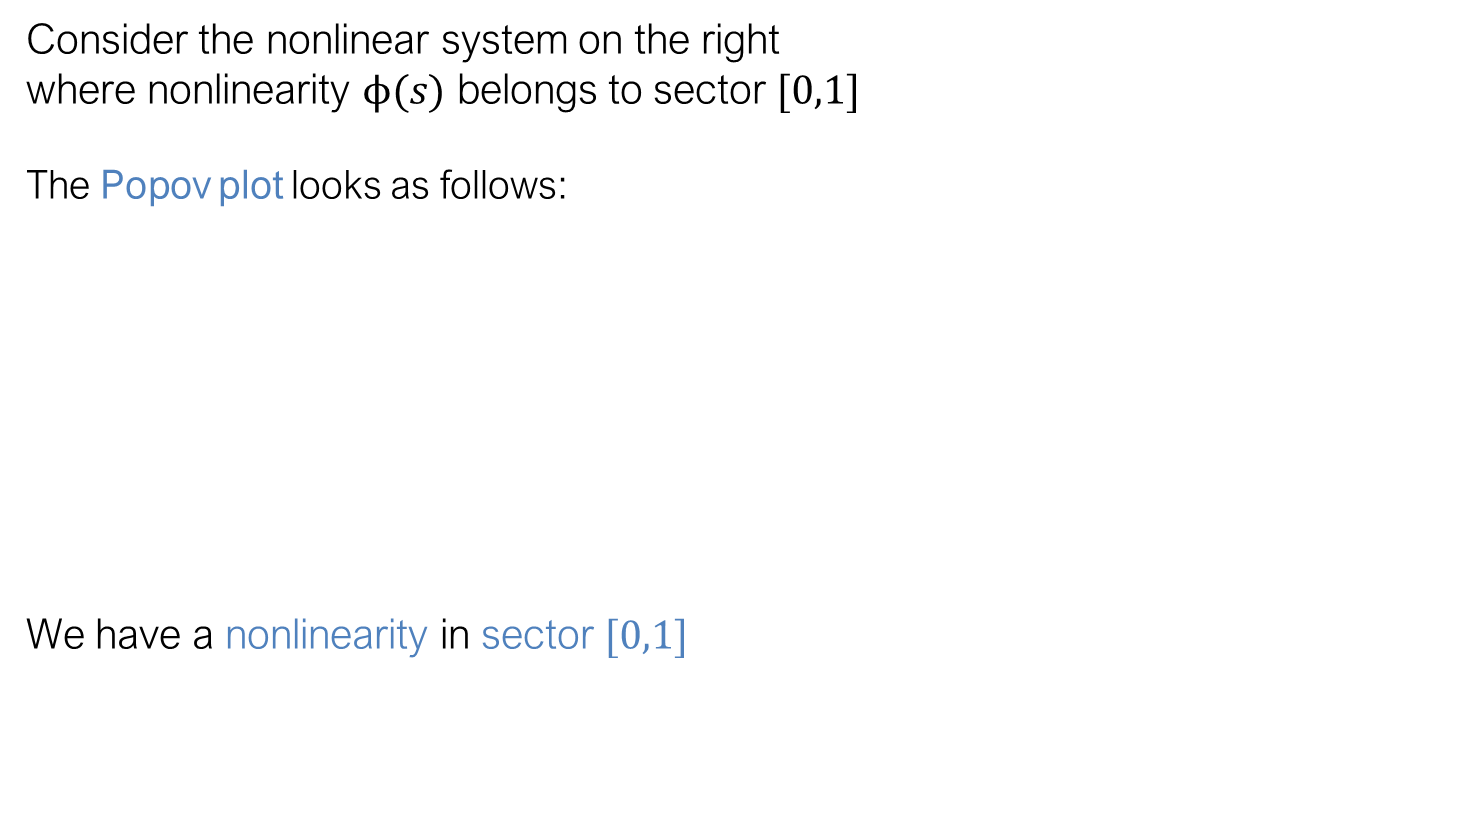 Consider the nonlinear system on the right
where nonlinearity ϕ(s) belongs to sector [0,1]
The Popov plot looks as follows:
We have a nonlinearity in sector [0,1]